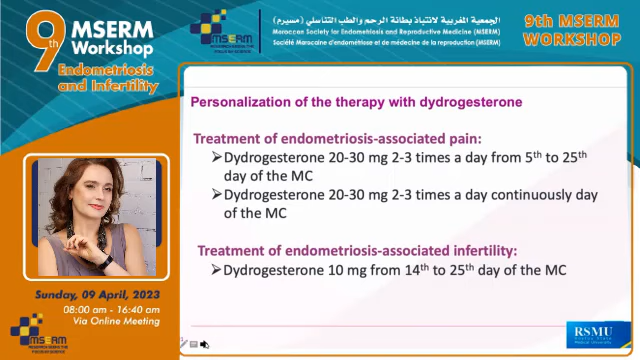 9th MSERM
Workshop
Endometriosis
and Infertility
MSERM
الجمعية المغربية لانتباذ بطانة الرحم والطب التناسلي (مسيرم)
Moroccan Society for Endometriosis and Reproductive Medicine (MSERM)
Société Marocaine d'endométriose et de médecine de la reproduction (MSERM)
9th MSERM
WORKSHOP
Personalization of the therapy with dydrogesterone
Treatment of endometriosis-associated pain:
➢Dydrogesterone 20-30 mg 2-3 times a day from 5th to 25th
day of the MC
➢Dydrogesterone 20-30 mg 2-3 times a day continuously day
of the MC
Treatment of endometriosis-associated infertility:
➢Dydrogesterone 10 mg from 14th to 25th day of the MC
Sunday, 09 April, 2023
08:00 am - 16:40 am
Via Online Meeting
MSERM
RSMU